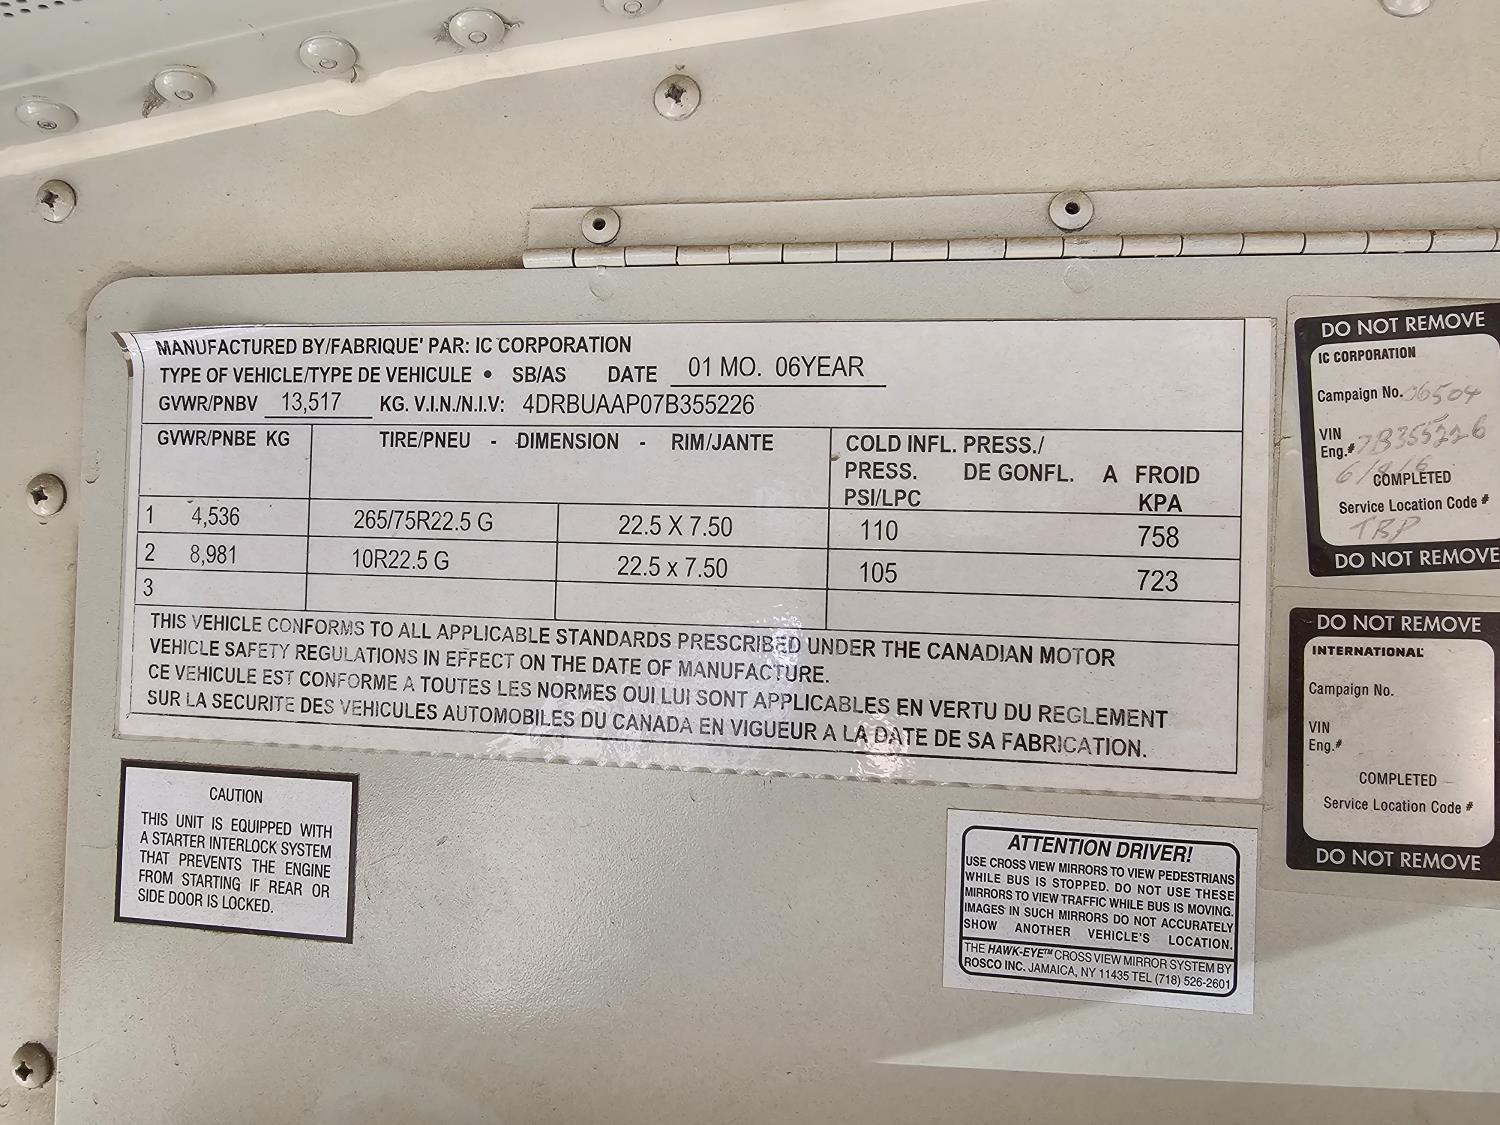 MANUFACTURED BY/FABRIQUE' PAR: IC CORPORATION
TYPE OF VEHICLE/TYPE DE VEHICULE • SB/AS DATE 01 MO. 06YEAR
GVWR/PNBV 13,517 KG. V.I.N./N.I.V: 4DRBUAAP07B355226
GVWR/PNBE KG TIRE/PNEU - DIMENSION - RIM/JANTE COLD INFL. PRESS./
PRESS. DE GONFL. A FROID
PSI/LPC KPA
1 4,536 265/75R22.5 G 22.5 X 7.50 110 758
2 8,981 10R22.5 G 22.5 x 7.50 105 723
3
THIS VEHICLE CONFORMS TO ALL APPLICABLE STANDARDS PRESCRIBED UNDER THE CANADIAN MOTOR
VEHICLE SAFETY REGULATIONS IN EFFECT ON THE DATE OF MANUFACTURE.
CE VEHICULE EST CONFORME A TOUTES LES NORMES QUI LUI SONT APPLICABLES EN VERTU DU REGLEMENT
SUR LA SECURITE DES VEHICULES AUTOMOBILES DU CANADA EN VIGUEUR A LA DATE DE SA FABRICATION.
DO NOT REMOVE
IC CORPORATION
Campaign No. 06504
VIN
Eng.# 7B355226
COMPLETED
Service Location Code #
DO NOT REMOVE
DO NOT REMOVE
INTERNATIONAL
Campaign No.
VIN
Eng.#
COMPLETED
Service Location Code #
DO NOT REMOVE
CAUTION
THIS UNIT IS EQUIPPED WITH
A STARTER INTERLOCK SYSTEM
THAT PREVENTS THE ENGINE
FROM STARTING IF REAR OR
SIDE DOOR IS LOCKED.
ATTENTION DRIVER!
USE CROSS VIEW MIRRORS TO VIEW PEDESTRIANS
WHILE BUS IS STOPPED. DO NOT USE THESE
MIRRORS TO VIEW TRAFFIC WHILE BUS IS MOVING.
IMAGES IN SUCH MIRRORS DO NOT ACCURATELY
SHOW ANOTHER VEHICLE'S LOCATION.
THE HAWK-EYE™ CROSS VIEW MIRROR SYSTEM BY
ROSCO INC. JAMAICA, NY 11435 TEL (718) 526-2601